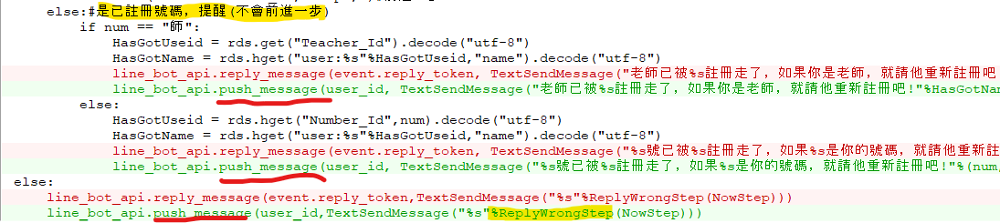 else:#是已註冊號碼，提醒(不會前進一步)
if num == "師":
HasGotUseid = rds.get("Teacher_Id").decode("utf-8")
HasGotName = rds.hget("user:%s"%HasGotUseid,"name").decode("utf-8")
line_bot_api.reply_message(event.reply_token, TextSendMessage("老師已被%s註冊走了，如果你是老師，就請他重新註冊吧
line_bot_api.push_message(user_id, TextSendMessage("老師已被%s註冊走了，如果你是老師，就請他重新註冊吧!"%HasGotNam
else:
HasGotUseid = rds.hget("Number_Id",num).decode("utf-8")
HasGotName = rds.hget("user:%s"%HasGotUseid,"name").decode("utf-8")
line_bot_api.reply_message(event.reply_token, TextSendMessage("%s號已被%s註冊走了，如果%s是你的號碼，就請他重新註
line_bot_api.push_message(user_id, TextSendMessage("%s號已被%s註冊走了，如果%s是你的號碼，就請他重新註冊吧!"%(num,
else:
line_bot_api.reply_message(event.reply_token,TextSendMessage("%s"%ReplyWrongStep(NowStep)))
line_bot_api.push_message(user_id,TextSendMessage("%s"%ReplyWrongStep(NowStep)))